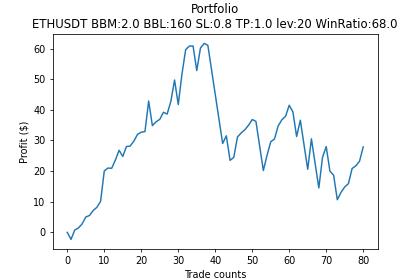 Portfolio
ETHUSDT BBM:2.0 BBL:160 SL:0.8 TP:1.0 lev:20 WinRatio:68.0
60
50
40
30
20
10
0
Profit ($)
0 10 20 30 40 50 60 70 80
Trade counts